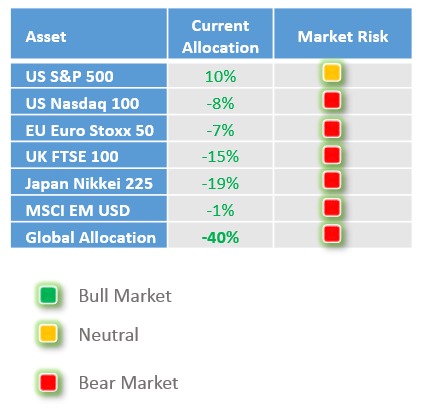 Asset Current Allocation Market Risk
US S&P 500 10%
US Nasdaq 100 -8%
EU Euro Stoxx 50 -7%
UK FTSE 100 -15%
Japan Nikkei 225 -19%
MSCI EM USD -1%
Global Allocation -40%
Bull Market
Neutral
Bear Market